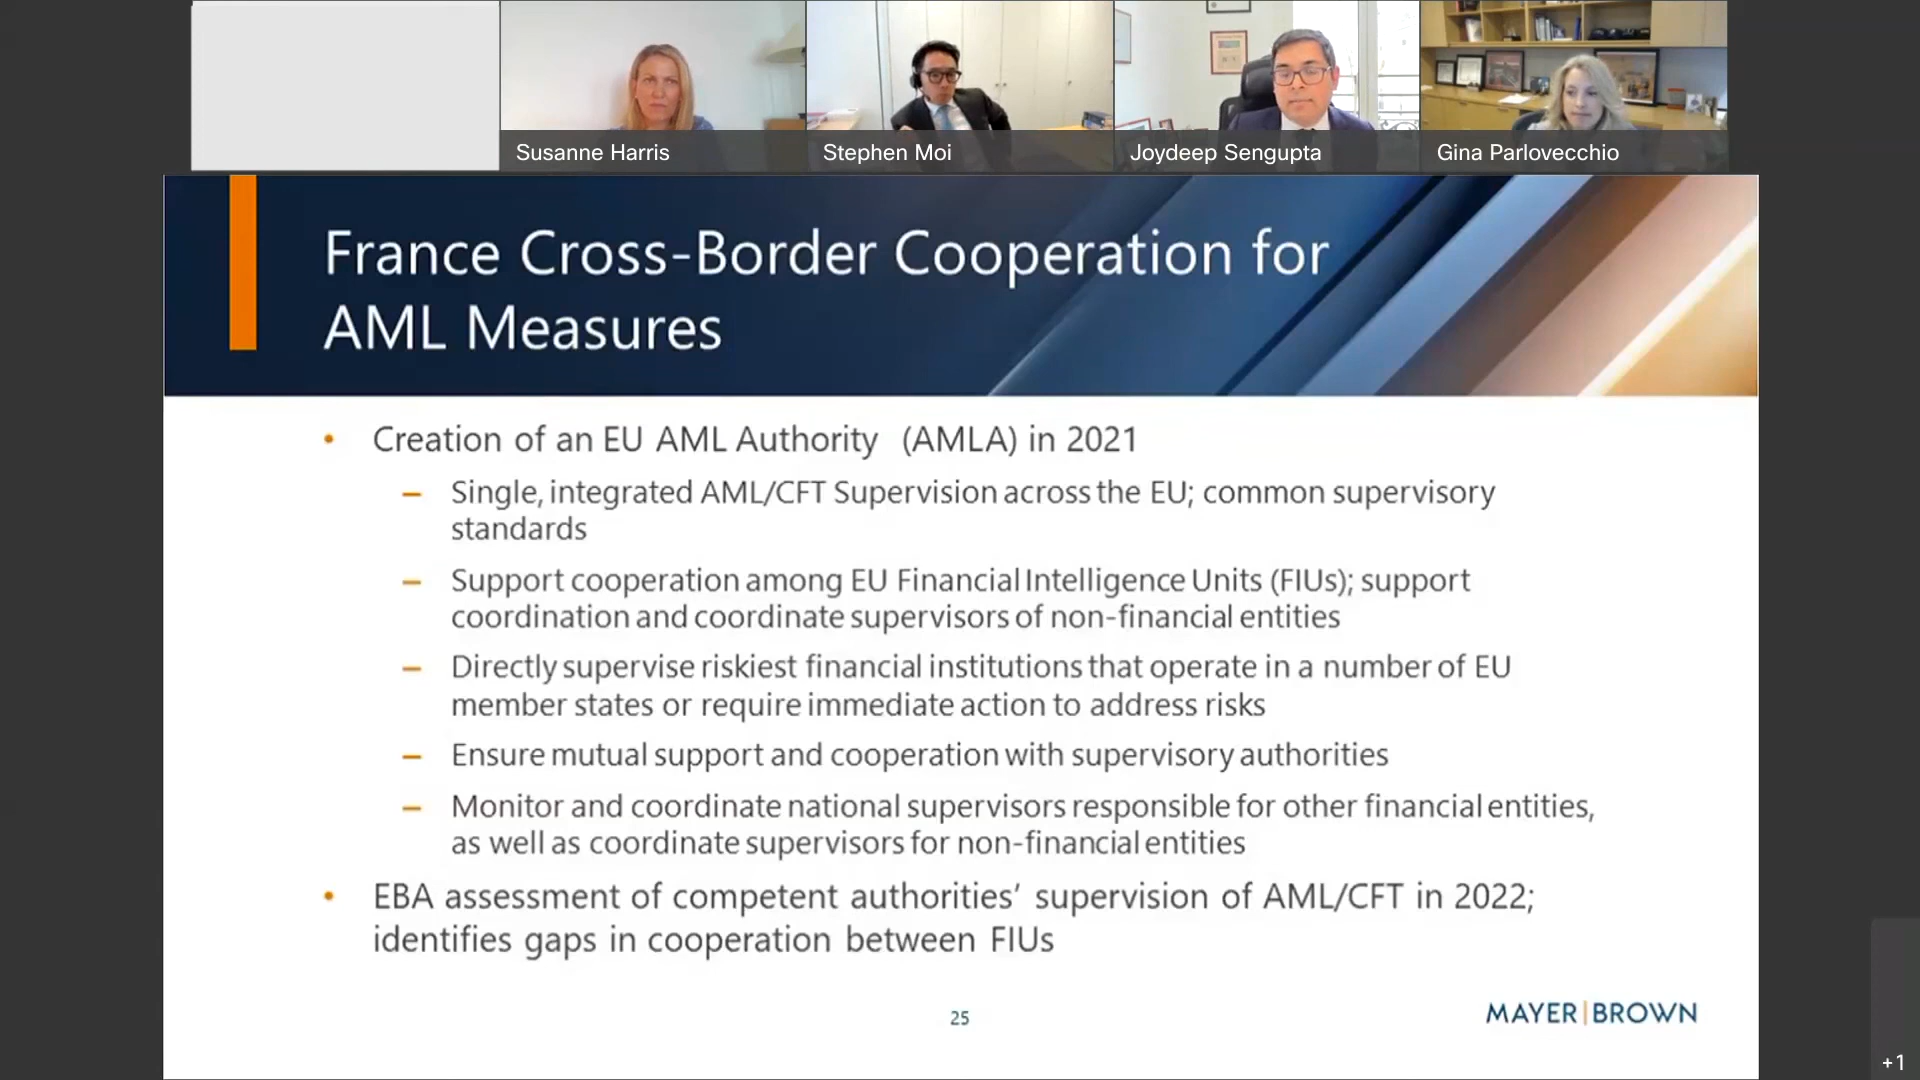 Susanne Harris
Stephen Moi
Joydeep Sengupta
Gina Parlovecchio
France Cross-Border Cooperation for
AML Measures
• Creation of an EU AML Authority (AMLA) in 2021
– Single, integrated AML/CFT Supervision across the EU; common supervisory
standards
– Support cooperation among EU Financial Intelligence Units (FIUs); support
coordination and coordinate supervisors of non-financial entities
– Directly supervise riskiest financial institutions that operate in a number of EU
member states or require immediate action to address risks
– Ensure mutual support and cooperation with supervisory authorities
– Monitor and coordinate national supervisors responsible for other financial entities,
as well as coordinate supervisors for non-financial entities
• EBA assessment of competent authorities’ supervision of AML/CFT in 2022;
identifies gaps in cooperation between FIUs
25
MAYER|BROWN
+1